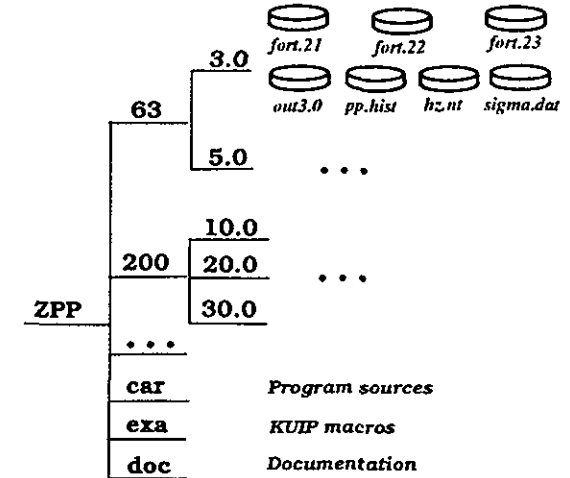 fort.21 fort.22 fort.23
3.0
out3.0 pp.hist hz.nt sigma.dat
63
5.0 • • •
10.0
200 20.0 • • •
30.0
ZPP
• • •
car Program sources
exa KUIP macros
doc Documentation